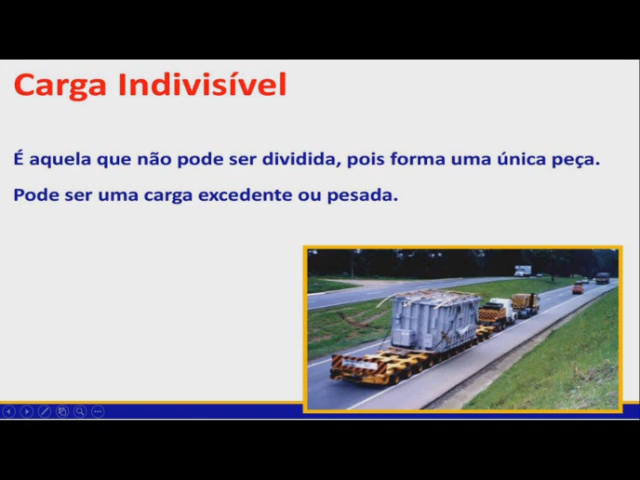 Carga Indivisível
É aquela que não pode ser dividida, pois forma uma única peça.
Pode ser uma carga excedente ou pesada.